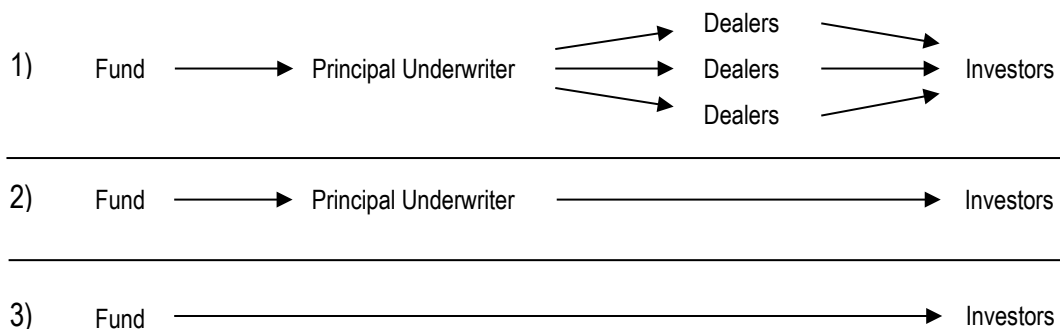 Dealers
1) Fund Principal Underwriter Dealers Investors
Dealers
2) Fund Principal Underwriter Investors
3) Fund Investors